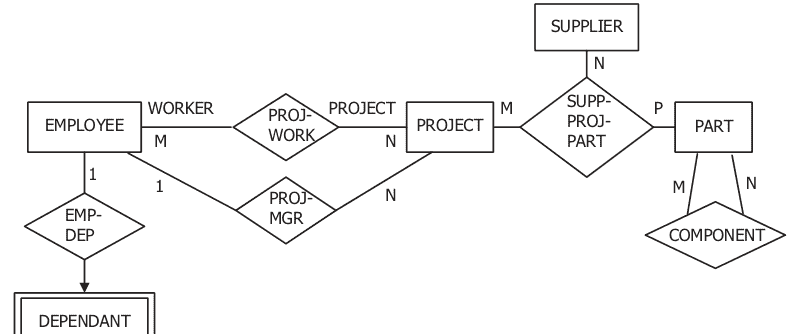 SUPPLIER
N
WORKER
PROJ-
WORK
PROJECT
M
SUPP-
PROJ-
PART
P
EMPLOYEE
PROJECT
PART
M
N
1
1
PROJ-
MGR
N
M
N
EMP-
DEP
COMPONENT
DEPENDANT